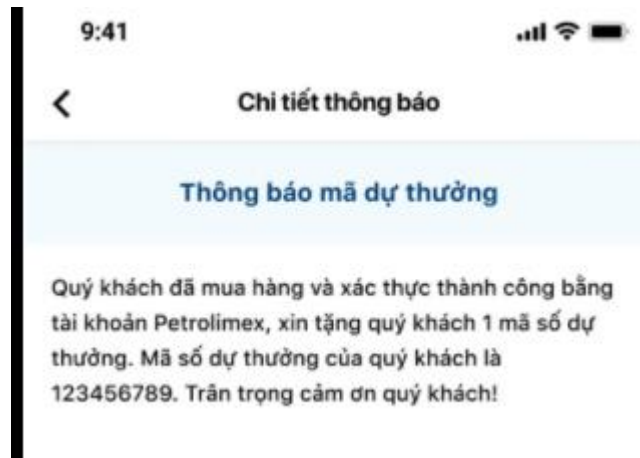 9:41
Chi tiết thông báo
Thông báo mã dự thưởng
Quý khách đã mua hàng và xác thực thành công bằng
tài khoản Petrolimex, xin tặng quý khách 1 mã số dự
thưởng. Mã số dự thưởng của quý khách là
123456789. Trân trọng cảm ơn quý khách!